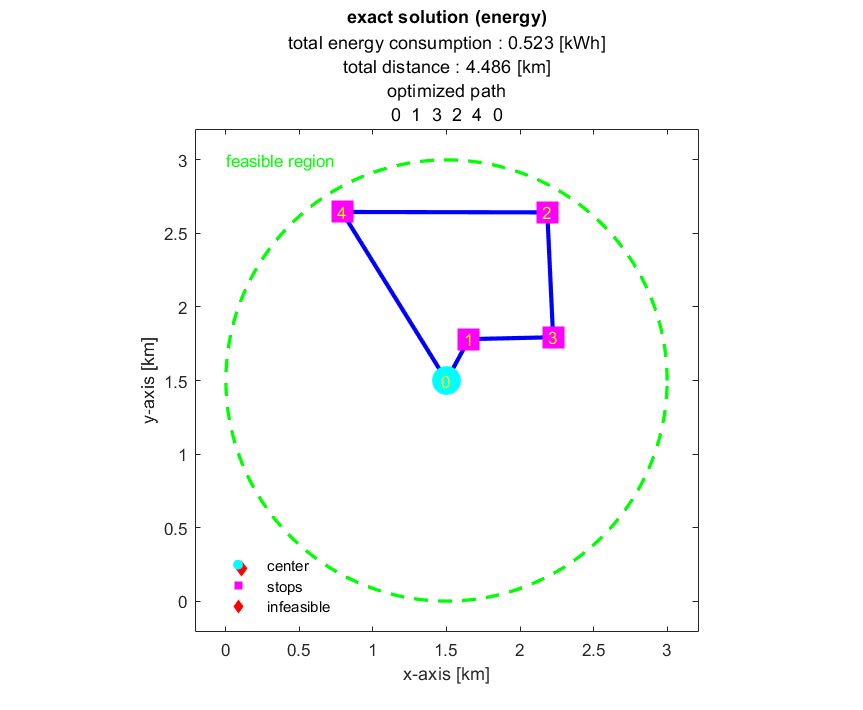 exact solution (energy)
total energy consumption : 0.523 [kWh]
total distance : 4.486 [km]
optimized path
0 1 3 2 4 0
3
feasible region
4
2
2.5
2
1
3
y-axis [km]
1.5
0
1
0.5
center
stops
0
infeasible
0 0.5 1 1.5 2 2.5 3
x-axis [km]